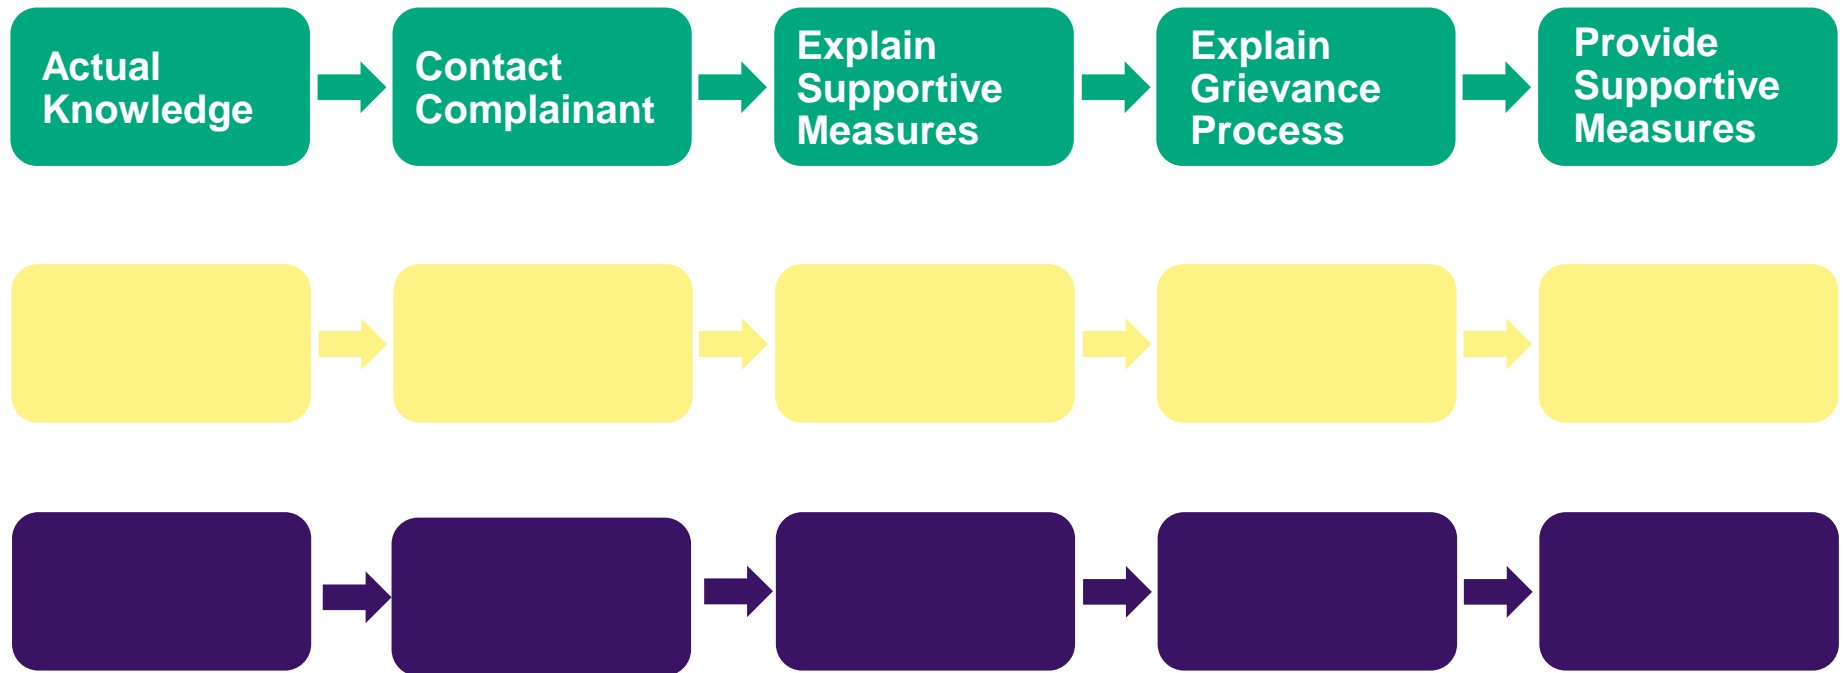 Actual
Knowledge
Contact
Complainant
Explain
Supportive
Measures
Explain
Grievance
Process
Provide
Supportive
Measures